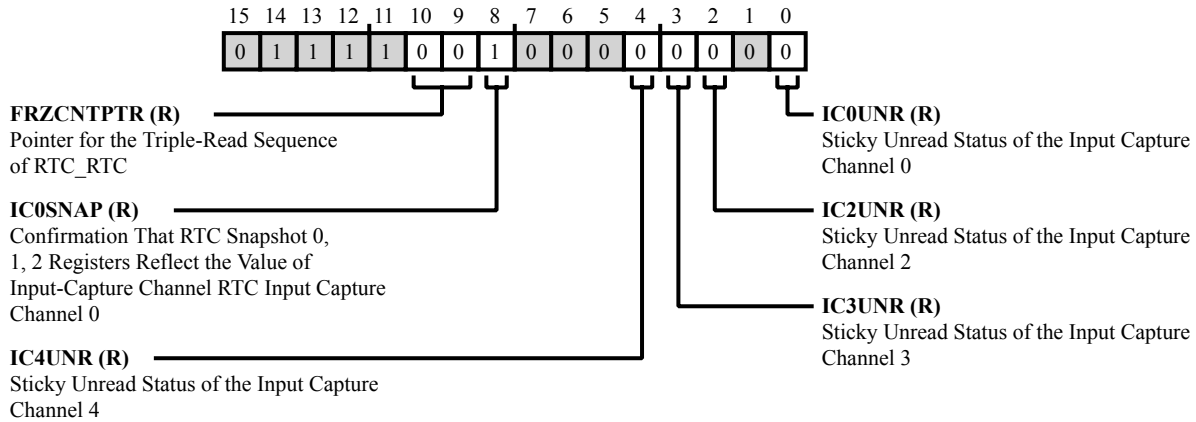 15 14 13 12 11 10 9 8 7 6 5 4 3 2 1 0
0 1 1 1 1 0 0 1 0 0 0 0 0 0 0 0
FRZCNTPTR (R)
Pointer for the Triple-Read Sequence
of RTC_RTC
IC0SNAP (R)
Confirmation That RTC Snapshot 0,
1, 2 Registers Reflect the Value of
Input-Capture Channel RTC Input Capture
Channel 0
IC4UNR (R)
Sticky Unread Status of the Input Capture
Channel 4
IC0UNR (R)
Sticky Unread Status of the Input Capture
Channel 0
IC2UNR (R)
Sticky Unread Status of the Input Capture
Channel 2
IC3UNR (R)
Sticky Unread Status of the Input Capture
Channel 3